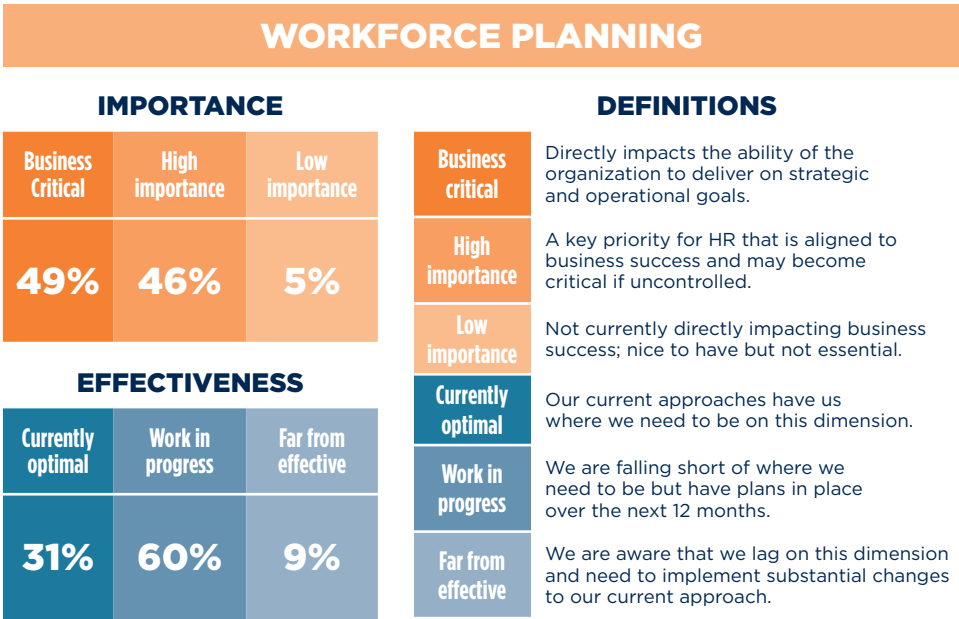 WORKFORCE PLANNING
IMPORTANCE
Business
Critical
High
importance
Low
importance
49%
46%
5%
EFFECTIVENESS
Currently
optimal
Work in
progress
Far from
effective
31%
60%
9%
DEFINITIONS
Business
critical
Directly impacts the ability of the
organization to deliver on strategic
and operational goals.
High
importance
A key priority for HR that is aligned to
business success and may become
critical if uncontrolled.
Low
importance
Not currently directly impacting business
success; nice to have but not essential.
Currently
optimal
Our current approaches have us
where we need to be on this dimension.
Work in
progress
We are falling short of where we
need to be but have plans in place
over the next 12 months.
Far from
effective
We are aware that we lag on this dimension
and need to implement substantial changes
to our current approach.